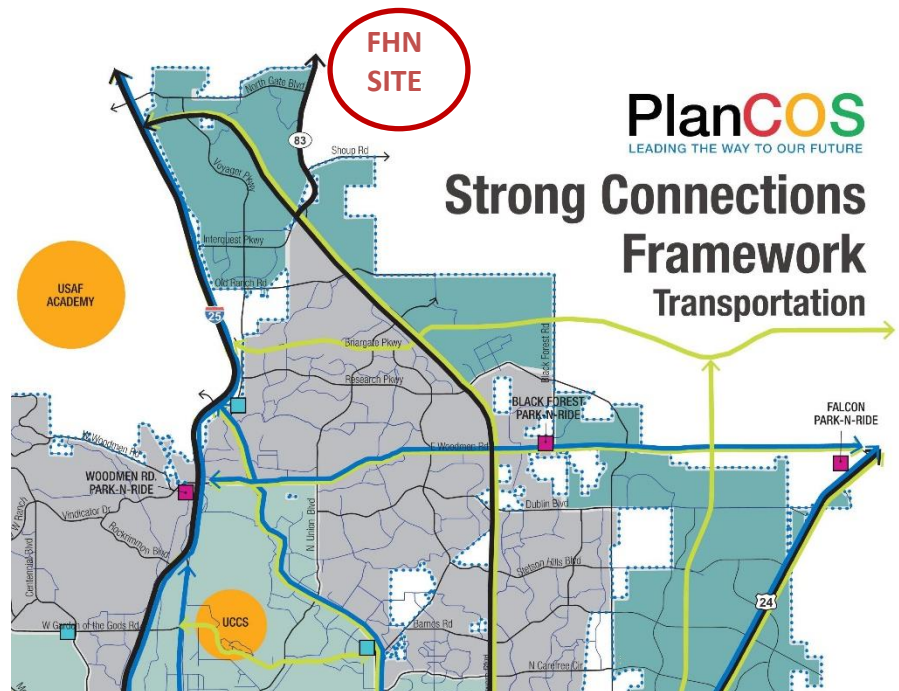 FHN
SITE
PlanCOS
LEADING THE WAY TO OUR FUTURE
Strong Connections
Framework
Transportation
North Gate Blvd
83
Shoup Rd
Voyager Pkwy
Interquest Pkwy
USAF
ACADEMY
Old Ranch Rd
25
Briargate Pkwy
Black Forest Rd
Research Pkwy
BLACK FOREST
PARK-N-RIDE
FALCON
PARK-N-RIDE
W Woodmen Rd
E Woodmen Rd
WOODMEN RD.
PARK-N-RIDE
Vindicator Dr
N Union Blvd
Dublin Blvd
Rockrimmon Blvd
Centennial Blvd
Stetson Hills Blvd
24
UCCS
W Garden of the Gods Rd
Barnes Rd
N Carefree Cir